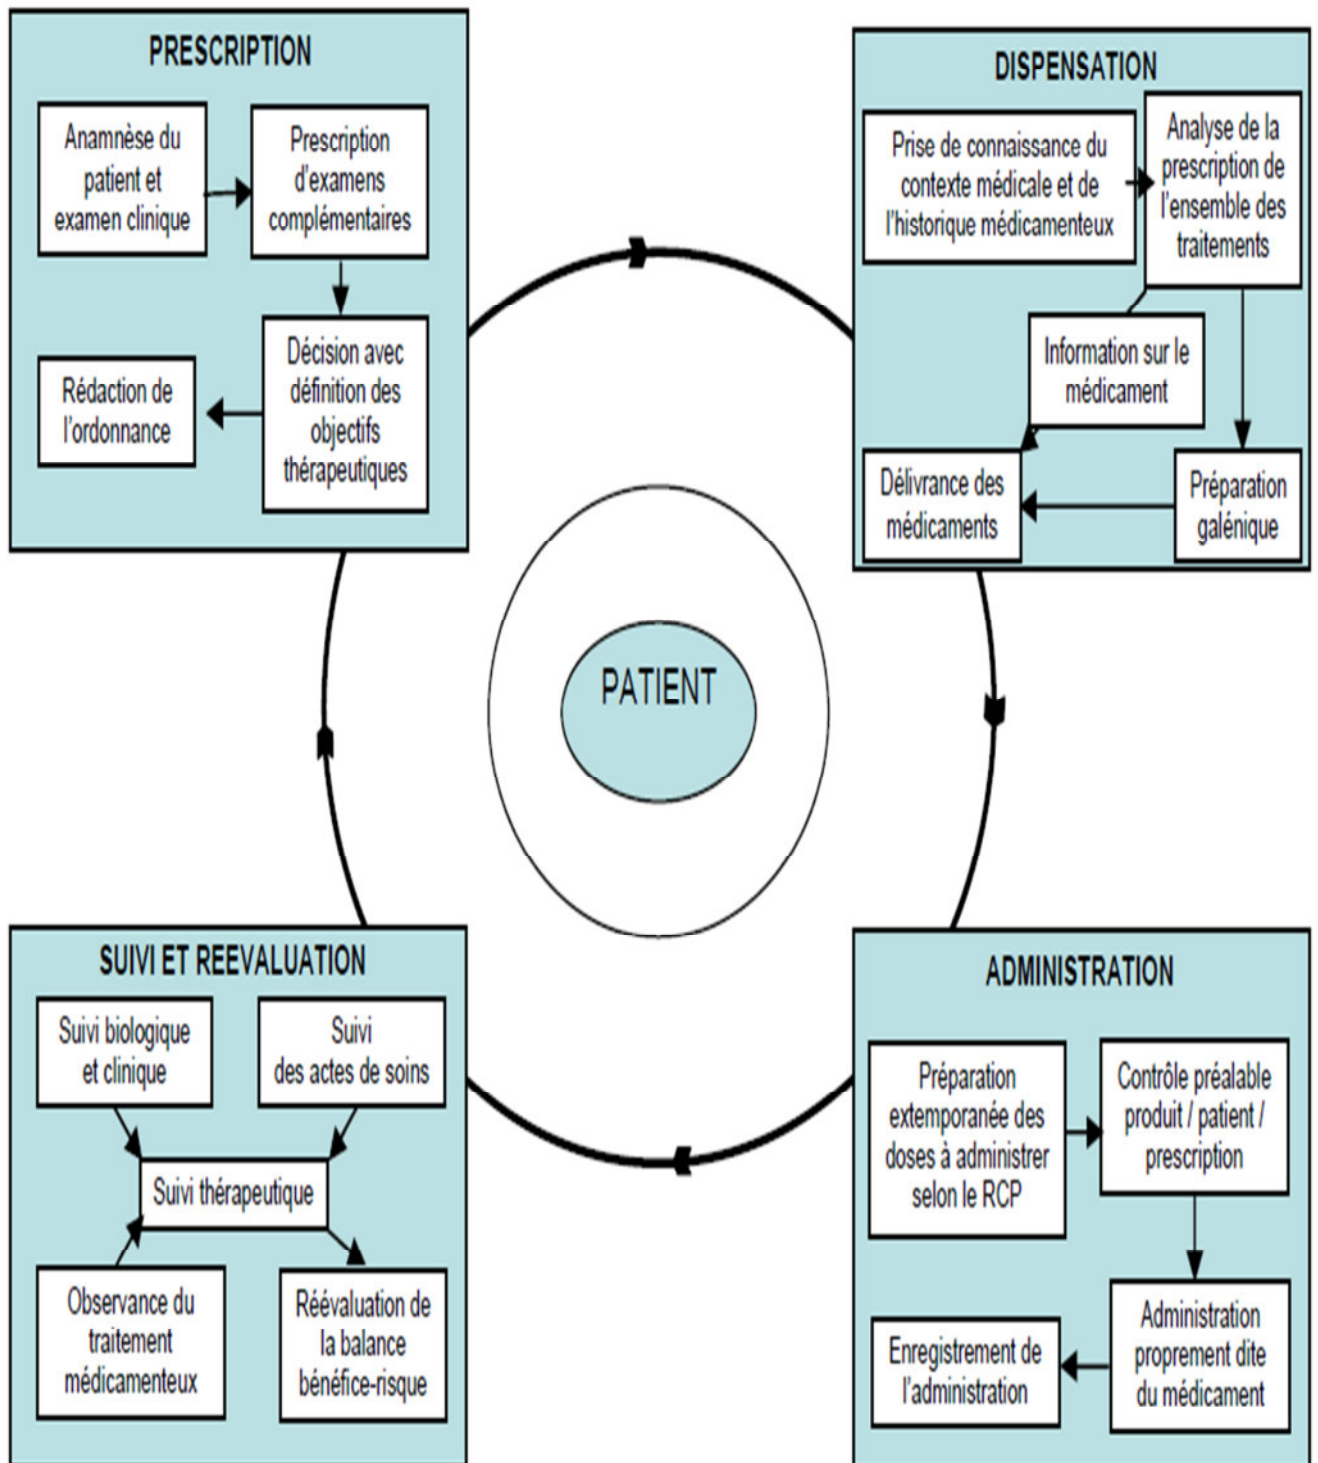 PRESCRIPTION
Anamnèse du
patient et
examen clinique
Prescription
d'examens
complémentaires
Décision avec
définition des
objectifs
thérapeutiques
Rédaction de
l'ordonnance
DISPENSATION
Prise de connaissance du
contexte médicale et de
l'historique médicamenteux
Analyse de la
prescription de
l'ensemble des
traitements
Information sur le
médicament
Délivrance des
médicaments
Préparation
galénique
PATIENT
SUIVI ET REEVALUATION
Suivi biologique
et clinique
Suivi
des actes de soins
Suivi thérapeutique
Observance du
traitement
médicamenteux
Réévaluation de
la balance
bénéfice-risque
ADMINISTRATION
Préparation
extemporanée des
doses à administrer
selon le RCP
Contrôle préalable
produit / patient /
prescription
Administration
proprement dite
du médicament
Enregistrement de
l'administration